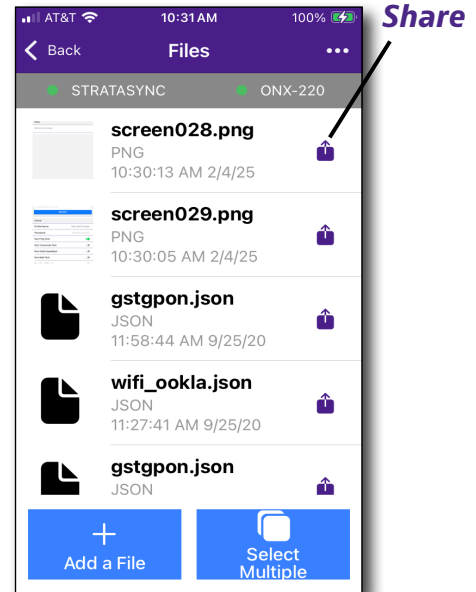 AT&T 10:31 AM 100%
Share
Back Files
STRATASYNC ONX-220
screen028.png
PNG
10:30:13 AM 2/4/25
screen029.png
PNG
10:30:05 AM 2/4/25
gstgpon.json
JSON
11:58:44 AM 9/25/20
wifi_ookla.json
JSON
11:27:41 AM 9/25/20
gstgpon.json
JSON
Add a File
Select
Multiple